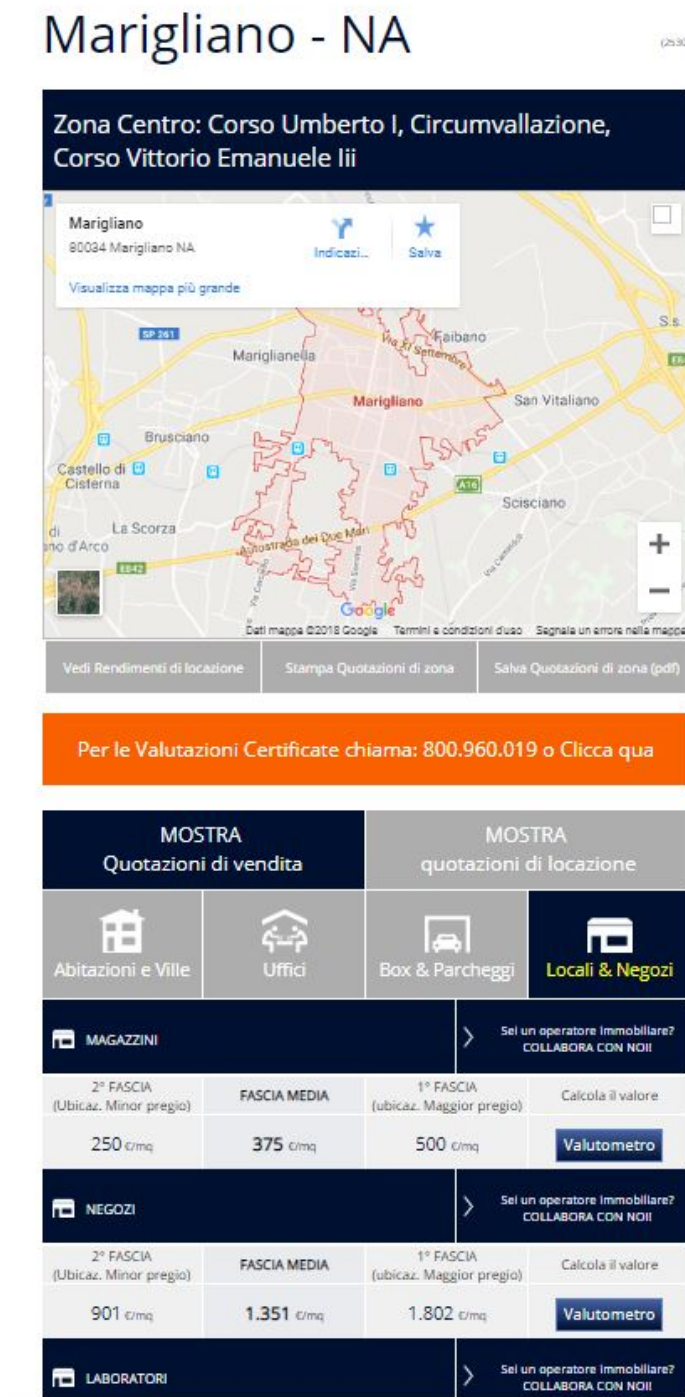 Marigliano - NA
Zona Centro: Corso Umberto I, Circumvallazione,
Corso Vittorio Emanuele Iii
Marigliano
80034 Marigliano NA
Indicazi...
Salva
Visualizza mappa più grande
SP 261
Faibano
S.s.
Via XI Settembre
Mariglianella
Marigliano
San Vitaliano
Brusciano
Castello di
Cisterna
A16
Scisciano
La Scorza
di
no d'Arco
Autostrada dei Due Mari
E842
Google
Dati mappa ©2018 Google Termini e condizioni d'uso Segnala un errore nella mappa
Vedi Rendimenti di locazione Stampa Quotazioni di zona Salva Quotazioni di zona (pdf)
Per le Valutazioni Certificate chiama: 800.960.019 o Clicca qua
MOSTRA
Quotazioni di vendita
MOSTRA
quotazioni di locazione
Abitazioni e Ville Uffici Box & Parcheggi Locali & Negozi
MAGAZZINI
Sei un operatore Immobiliare?
COLLABORA CON NOI!
2° FASCIA
(Ubicaz. Minor pregio)
FASCIA MEDIA
1° FASCIA
(ubicaz. Maggior pregio)
Calcola il valore
250 €/mq 375 €/mq 500 €/mq Valutometro
NEGOZI
Sei un operatore Immobiliare?
COLLABORA CON NOI!
2° FASCIA
(Ubicaz. Minor pregio)
FASCIA MEDIA
1° FASCIA
(ubicaz. Maggior pregio)
Calcola il valore
901 €/mq 1.351 €/mq 1.802 €/mq Valutometro
LABORATORI
Sei un operatore Immobiliare?
COLLABORA CON NOI!